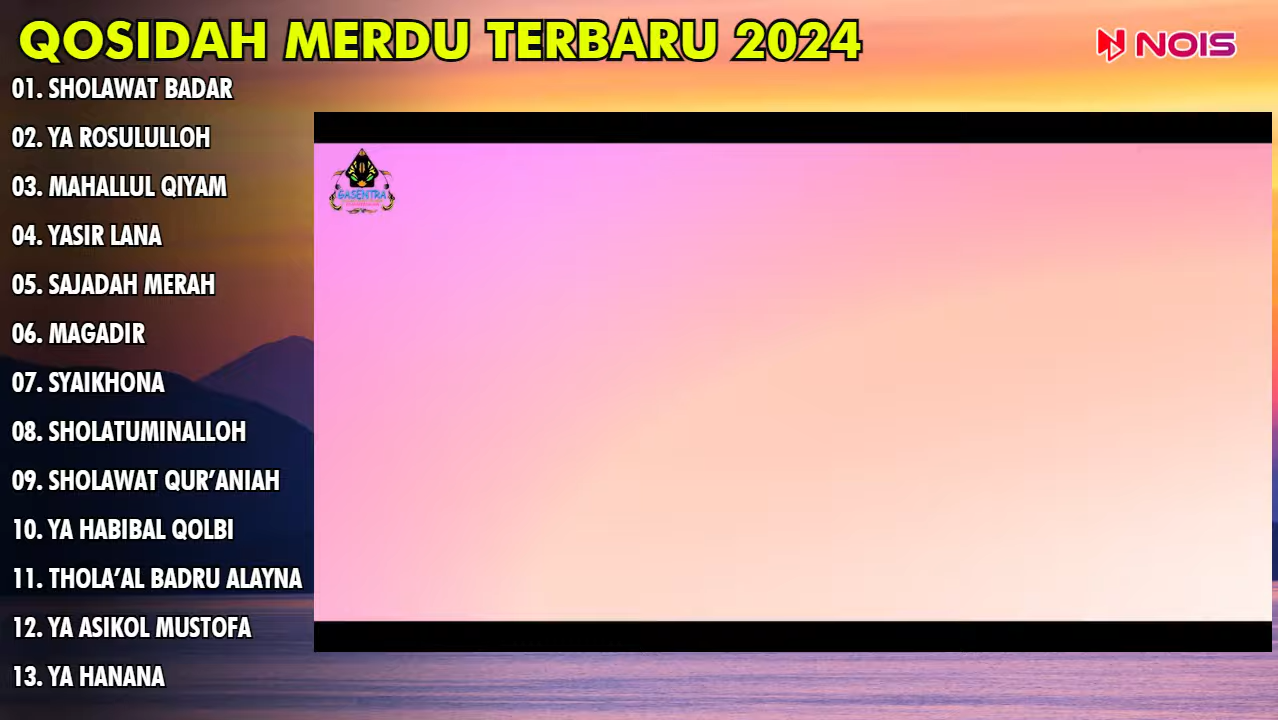 QOSIDAH MERDU TERBARU 2024
NOIS
01. SHOLAWAT BADAR
02. YA ROSULULLOH
03. MAHALLUL QIYAM
04. YASIR LANA
05. SAJADAH MERAH
06. MAGADIR
07. SYAIKHONA
08. SHOLATUMINALLOH
09. SHOLAWAT QUR’ANIAH
10. YA HABIBAL QOLBI
11. THOLA’AL BADRU ALAYNA
12. YA ASIKOL MUSTOFA
13. YA HANANA
GASENTRA